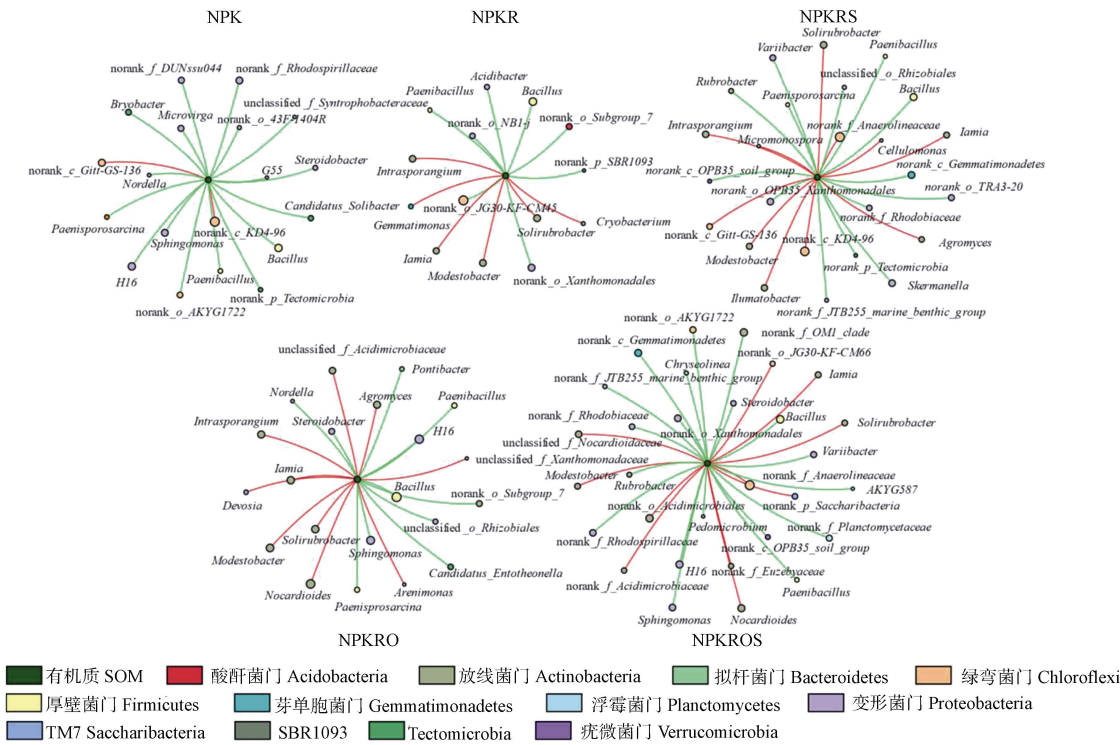 NPK
NPKR
NPKRS
norank_f_DUNssu044
norank_f_Rhodospirillaceae
Bryobacter
Microvirga
unclassified_f_Syntrophobacteraceae
norank_o_43F-1404R
norank_c_Gitt-GS-136
Nordella
G55
Steroidobacter
Paenisporosarcina
Candidatus_Solibacter
Sphingomonas
norank_c_KD4-96
Bacillus
H16
Paenibacillus
norank_p_Tectomicrobia
norank_o_AKYG1722
Acidibacter
Paenibacillus
Bacillus
norank_o_NB1-j
norank_o_Subgroup_7
Intrasporangium
norank_p_SBR1093
norank_o_JG30-KF-CM45
Gemmatimonas
Solirubrobacter
Cryobacterium
Iamia
Modestobacter
norank_o_Xanthomonadales
Solirubrobacter
Variibacter
Paenibacillus
Rubrobacter
unclassified_o_Rhizobiales
Paenisporosarcina
Bacillus
Intrasporangium
norank_f_Anaerolineaceae
Iamia
Micromonospora
Cellulomonas
norank_c_OPB35_soil_group
norank_c_Gemmatimonadetes
norank_o_OPB35_Xanthomonadales
norank_o_TRA3-20
norank_f_Rhodobiaceae
norank_c_Gitt-GS-136
norank_c_KD4-96
Agromyces
Modestobacter
norank_p_Tectomicrobia
Ilumatobacter
Skermanella
norank_f_JTB255_marine_benthic_group
unclassified_f_Acidimicrobiaceae
Pontibacter
Nordella
Agromyces
Paenibacillus
Intrasporangium
Steroidobacter
H16
Iamia
unclassified_f_Xanthomonadaceae
Devosia
Bacillus
norank_o_Subgroup_7
unclassified_o_Rhizobiales
Solirubrobacter
Modestobacter
Sphingomonas
Candidatus_Entotheonella
Nocardioides
Arenimonas
Paenisprosarcina
norank_o_AKYG1722
norank_f_OM1_clade
norank_c_Gemmatimonadetes
norank_o_JG30-KF-CM66
Chryseolinea
Iamia
norank_f_JTB255_marine_benthic_group
Steroidobacter
norank_f_Rhodobiaceae
Bacillus
Solirubrobacter
norank_o_Xanthomonadales
unclassified_f_Nocardioidaceae
Variibacter
Modestobacter
Rubrobacter
norank_f_Anaerolineaceae
AKYG587
norank_o_Acidimicrobiales
norank_p_Saccharibacteria
Pedomicrobium
norank_f_Planctomycetaceae
norank_f_Rhodospirillaceae
norank_c_OPB35_soil_group
H16
norank_f_Euzebyaceae
norank_f_Acidimicrobiaceae
Paenibacillus
Sphingomonas
Nocardioides
NPKRO
NPKROS
有机质 SOM
酸酐菌门 Acidobacteria
放线菌门 Actinobacteria
拟杆菌门 Bacteroidetes
绿弯菌门 Chloroflexi
厚壁菌门 Firmicutes
芽单胞菌门 Gemmatimonadetes
浮霉菌门 Planctomycetes
变形菌门 Proteobacteria
TM7 Saccharibacteria
SBR1093
Tectomicrobia
疣微菌门 Verrucomicrobia